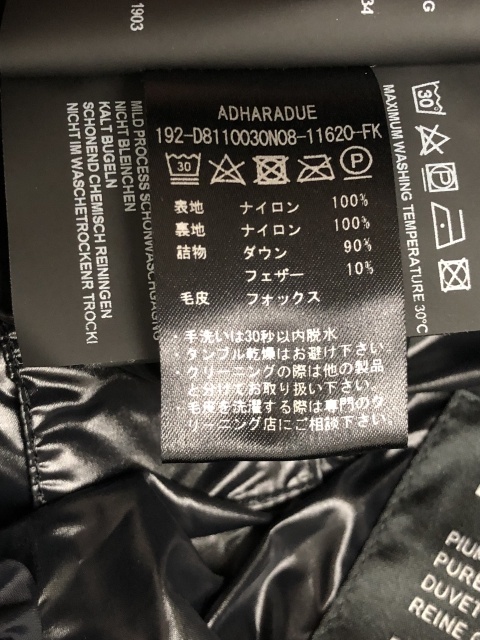 1903
34
G
ADHARADUE
192-D8110030N08-11620-FK
30
表地 ナイロン 100%
裏地 ナイロン 100%
詰物 ダウン 90%
フェザー 10%
毛皮 フォックス
・手洗いは30秒以内脱水
・タンブル乾燥はお避け下さい
・クリーニングの際は他の製品
と分けてお取り扱い下さい。
・毛皮を洗濯する際は専門のク
リーニング店にご相談下さい。
MILD PROCESS SCHONWASCHGAGNG
NICHT BLEINCHEN
KALT BUGELN
SCHONEND CHEMISCH REININGEN
NICHT IM WASCHETROCKENR TROCKI
30°
MAXIMUM WASHING TEMPERATURE 30°C
P
PIUM
PURE
DUVET
REINE